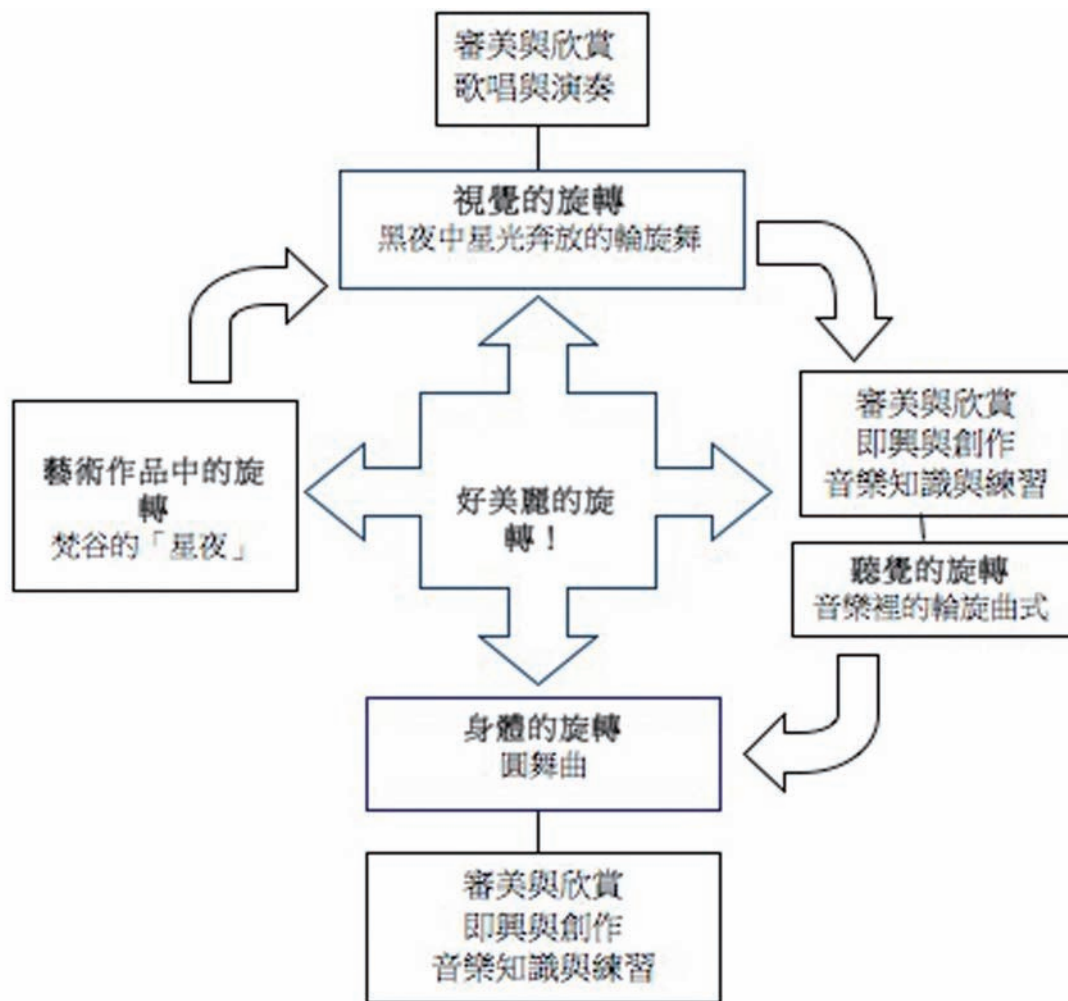 審美與欣賞
歌唱與演奏
視覺的旋轉
黑夜中星光奔放的輪旋舞
藝術作品中的旋
轉
梵谷的「星夜」
好美麗的旋
轉！
審美與欣賞
即興與創作
音樂知識與練習
聽覺的旋轉
音樂裡的輪旋曲式
身體的旋轉
圓舞曲
審美與欣賞
即興與創作
音樂知識與練習